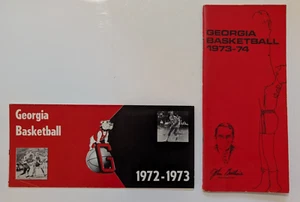 Georgia
Basketball
1972-1973
GEORGIA
BASKETBALL
1973-74